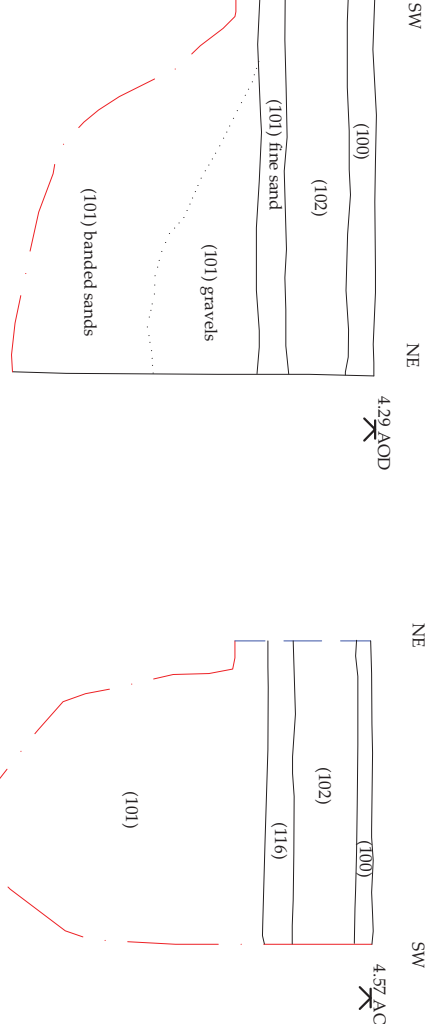 SW
NE
(100)
(102)
(101) fine sand
(101) gravels
(101) banded sands
4.29 AOD
NE
SW
(100)
(102)
(116)
(101)
4.57 AO